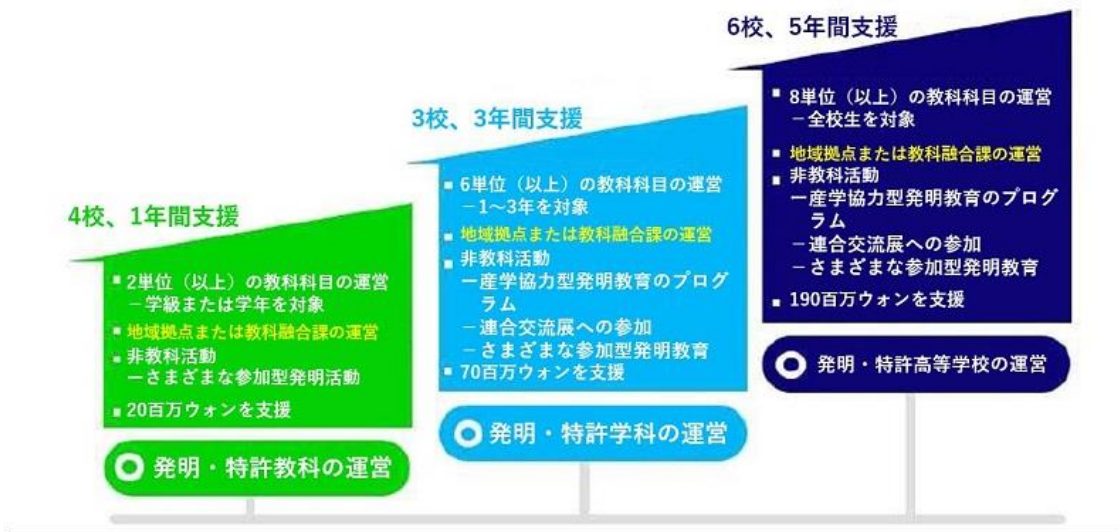 4校、1年間支援
▪ 2単位（以上）の教科科目の運営
－学級または学年を対象
▪ 地域拠点または教科融合課の運営
▪ 非教科活動
ーさまざまな参加型発明活動
▪ 20百万ウォンを支援
発明・特許教科の運営
3校、3年間支援
▪ 6単位（以上）の教科科目の運営
－1～3年を対象
▪ 地域拠点または教科融合課の運営
▪ 非教科活動
ー産学協力型発明教育のプログ
ラム
－連合交流展への参加
－さまざまな参加型発明教育
▪ 70百万ウォンを支援
発明・特許学科の運営
6校、5年間支援
▪ 8単位（以上）の教科科目の運営
－全校生を対象
▪ 地域拠点または教科融合課の運営
▪ 非教科活動
ー産学協力型発明教育のプログ
ラム
－連合交流展への参加
－さまざまな参加型発明教育
▪ 190百万ウォンを支援
発明・特許高等学校の運営